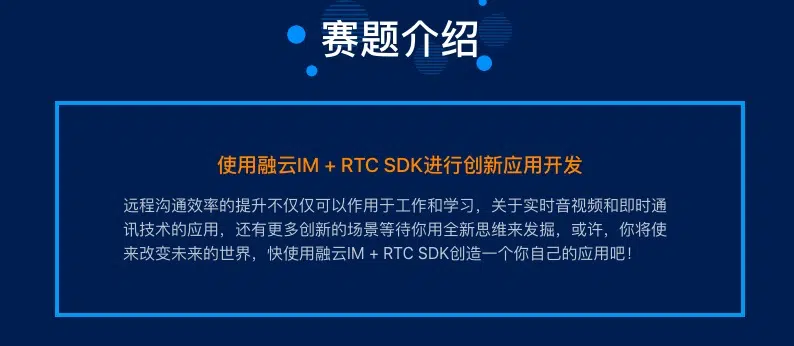 赛题介绍
使用融云IM + RTC SDK进行创新应用开发
远程沟通效率的提升不仅仅可以作用于工作和学习，关于实时音视频和即时通
讯技术的应用，还有更多创新的场景等待你用全新思维来发掘，或许，你将使
来改变未来的世界，快使用融云IM + RTC SDK创造一个你自己的应用吧！